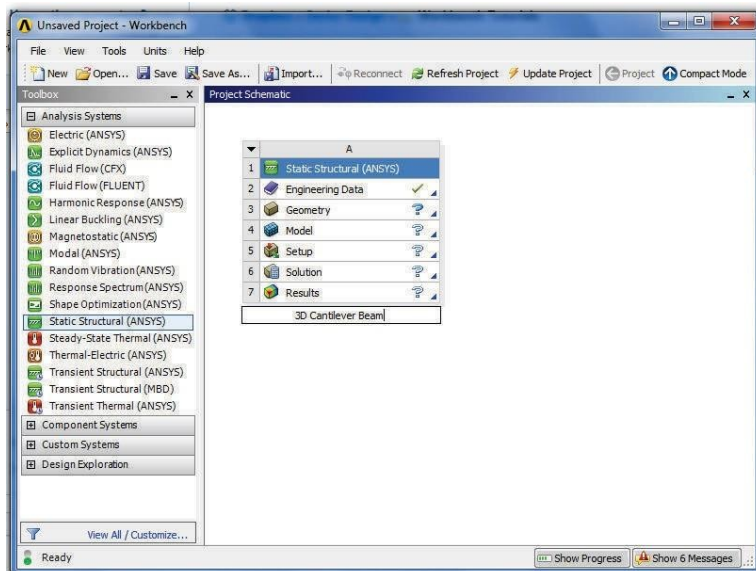 Unsaved Project - Workbench
File View Tools Units Help
New Open... Save Save As... Import... Reconnect Refresh Project Update Project Project Compact Mode
Toolbox
Project Schematic
Analysis Systems
Electric (ANSYS)
Explicit Dynamics (ANSYS)
Fluid Flow (CFX)
Fluid Flow (FLUENT)
Harmonic Response (ANSYS)
Linear Buckling (ANSYS)
Magnetostatic (ANSYS)
Modal (ANSYS)
Random Vibration (ANSYS)
Response Spectrum (ANSYS)
Shape Optimization (ANSYS)
Static Structural (ANSYS)
Steady-State Thermal (ANSYS)
Thermal-Electric (ANSYS)
Transient Structural (ANSYS)
Transient Structural (MBD)
Transient Thermal (ANSYS)
Component Systems
Custom Systems
Design Exploration
View All / Customize...
A
1 Static Structural (ANSYS)
2 Engineering Data
3 Geometry
4 Model
5 Setup
6 Solution
7 Results
3D Cantilever Beam
Ready
Show Progress
Show 6 Messages